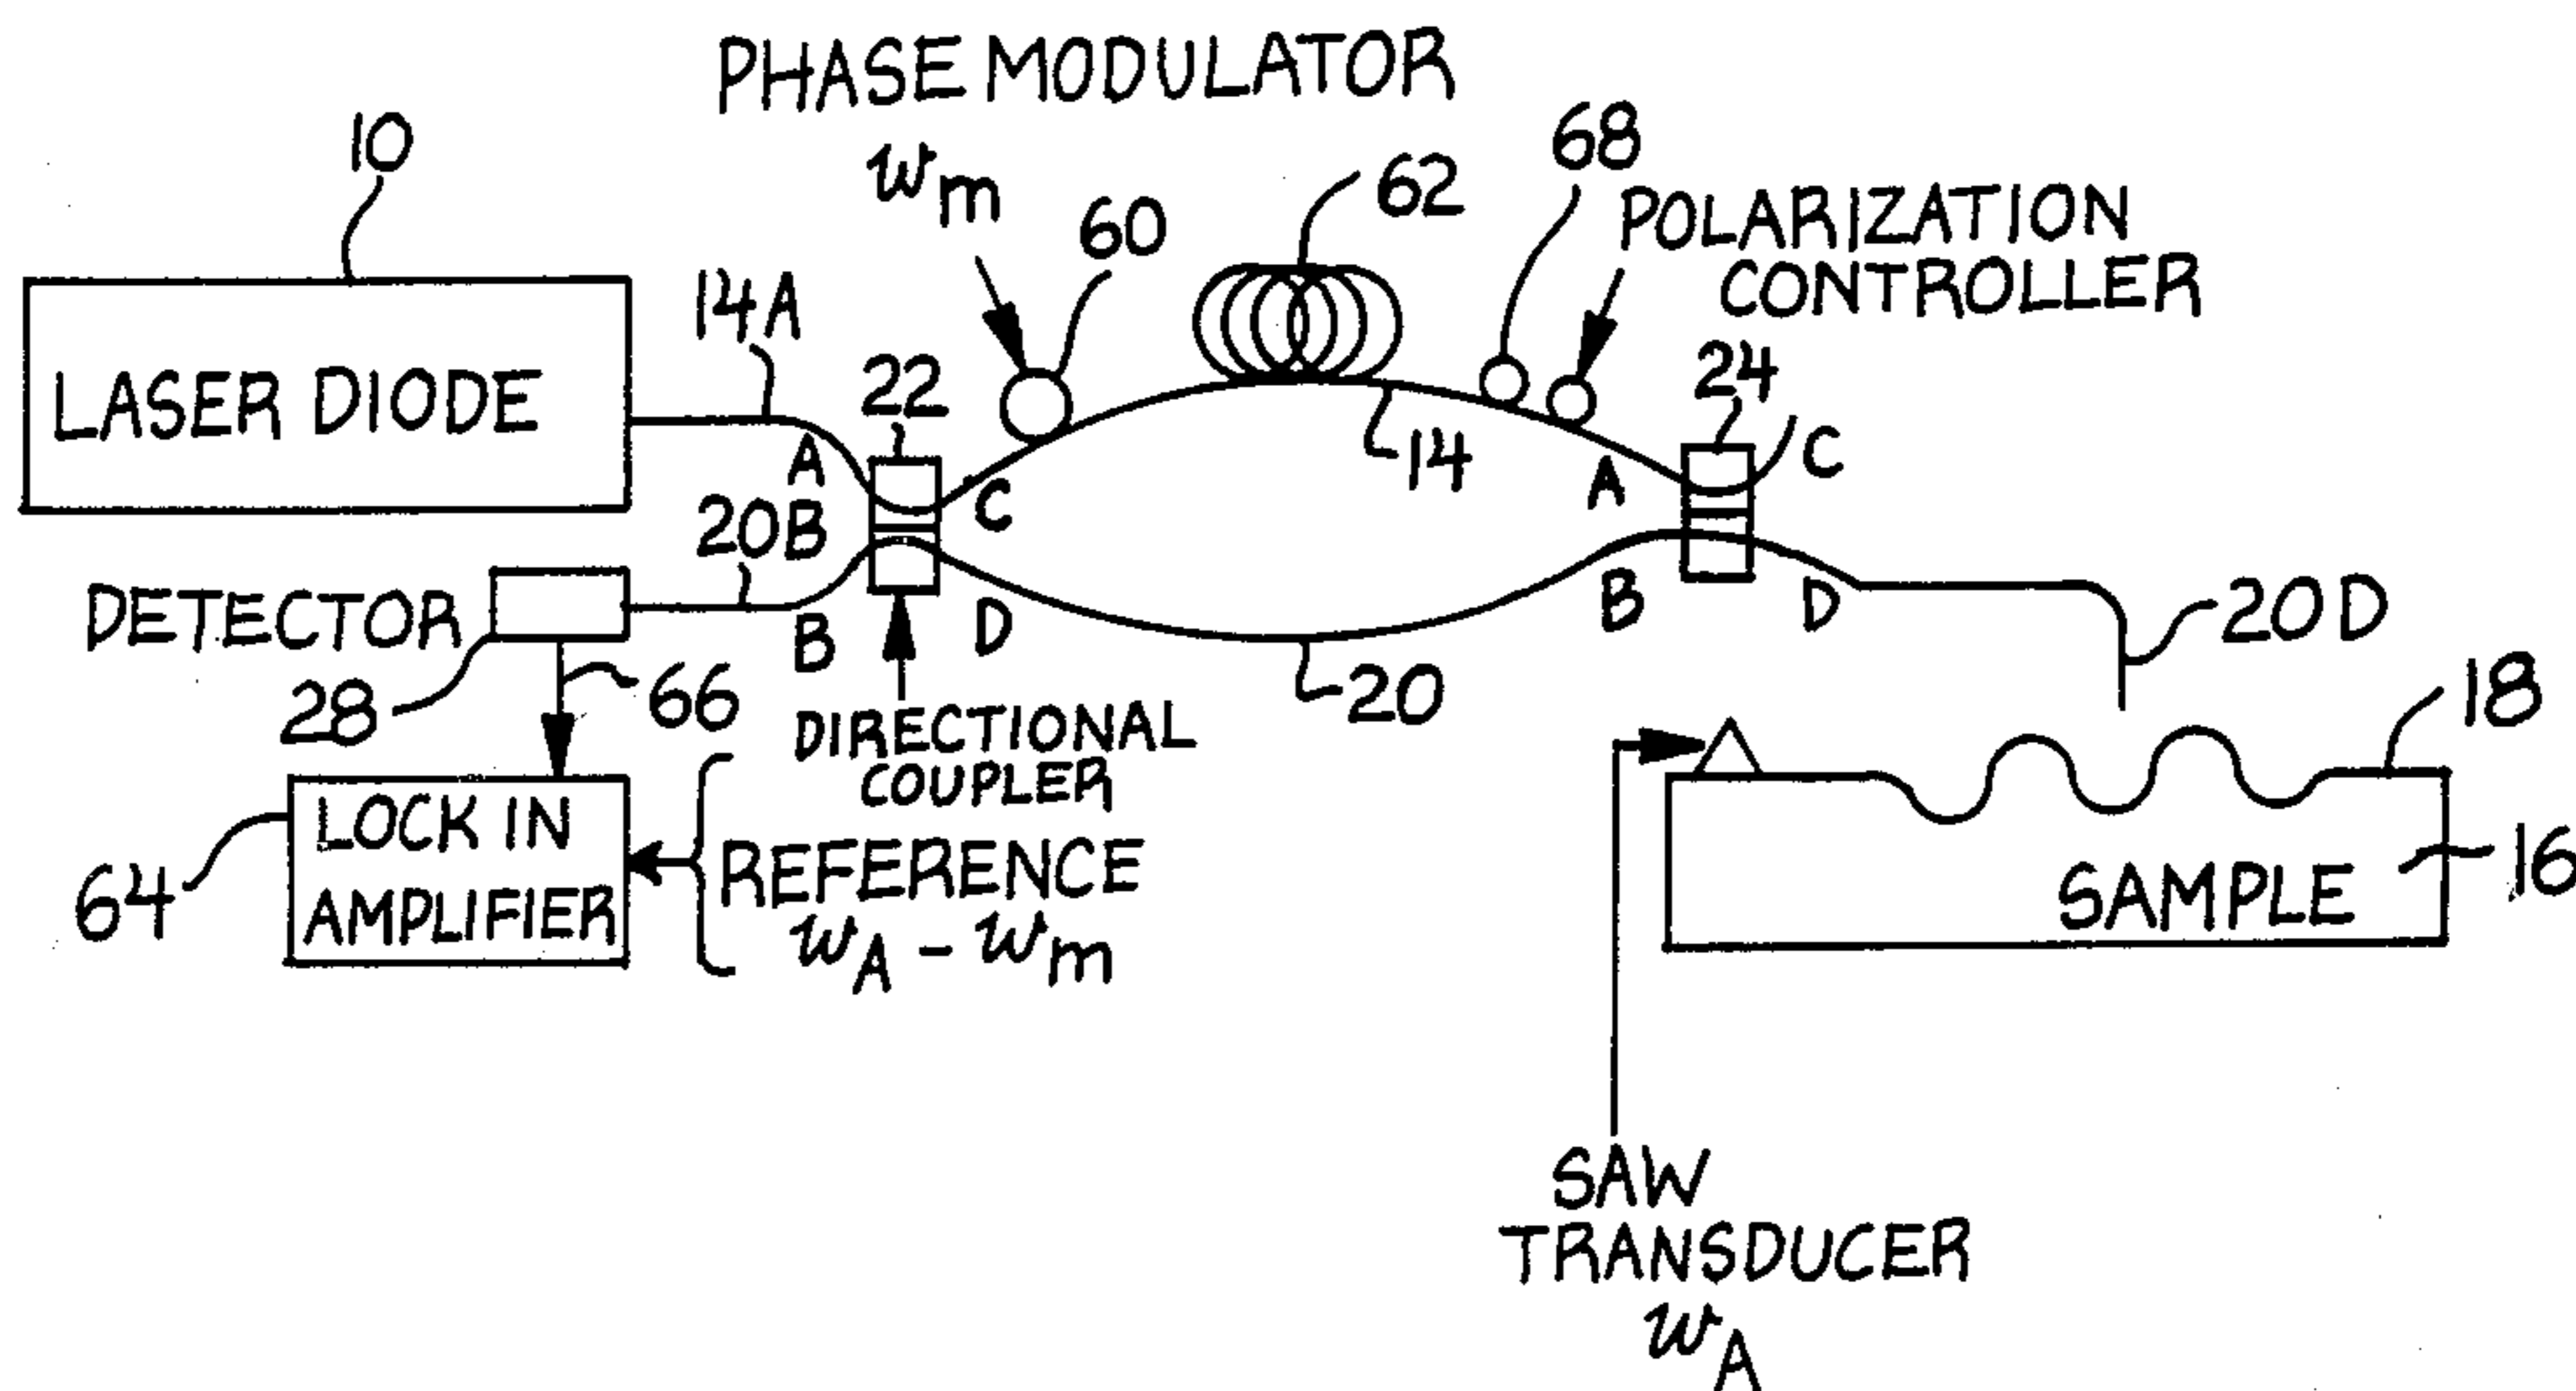 PHASE MODULATOR
wm
10
60
62
68
POLARIZATION
CONTROLLER
14A
22
24
LASER DIODE
A
C
14
A
C
20B
DETECTOR
B
D
B
D
20D
28
66
20
18
DIRECTIONAL
COUPLER
LOCK IN
AMPLIFIER
64
REFERENCE
wA - wm
SAMPLE
16
SAW
TRANSDUCER
wA